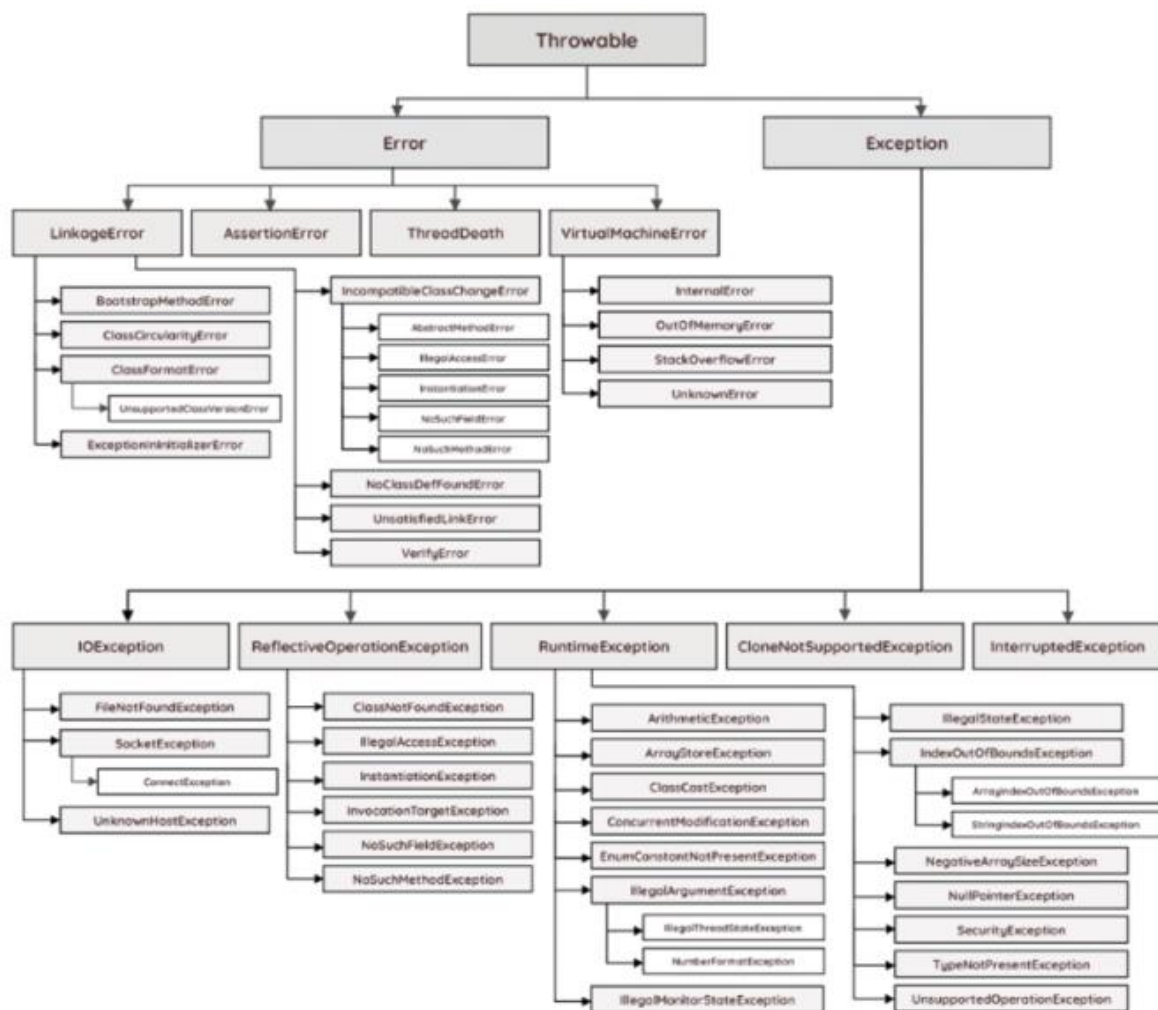 Throwable
Error
Exception
LinkageError
AssertionError
ThreadDeath
VirtualMachineError
BootstrapMethodError
ClassCircularityError
ClassFormatError
UnsupportedClassVersionError
ExceptionInInitializerError
IncompatibleClassChangeError
AbstractMethodError
IllegalAccessError
InstantiationError
NoSuchFieldError
NoSuchMethodError
NoClassDefFoundError
UnsatisfiedLinkError
VerifyError
InternalError
OutOfMemoryError
StackOverflowError
UnknownError
IOException
ReflectiveOperationException
RuntimeException
CloneNotSupportedException
InterruptedException
FileNotFoundException
SocketException
ConnectException
UnknownHostException
ClassNotFoundException
IllegalAccessException
InstantiationException
InvocationTargetException
NoSuchFieldException
NoSuchMethodException
ArithmeticException
ArrayStoreException
ClassCastException
ConcurrentModificationException
EnumConstantNotPresentException
IllegalArgumentException
IllegalThreadStateException
NumberFormatException
IllegalMonitorStateException
IllegalStateException
IndexOutOfBoundsException
ArrayIndexOutOfBoundsException
StringIndexOutOfBoundsException
NegativeArraySizeException
NullPointerException
SecurityException
TypeNotPresentException
UnsupportedOperationException